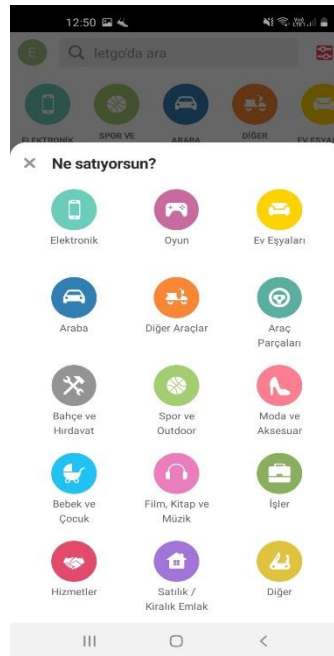 12:50
E
letgo'da ara
ELEKTRONİK SPOR VE ARABA DİĞER EV EŞYAL
× Ne satıyorsun?
Elektronik Oyun Ev Eşyaları
Araba Diğer Araçlar Araç
Parçaları
Bahçe ve Spor ve Moda ve
Hırdavat Outdoor Aksesuar
Bebek ve Film, Kitap ve İşler
Çocuk Müzik
Hizmetler Satılık / Diğer
Kiralık Emlak